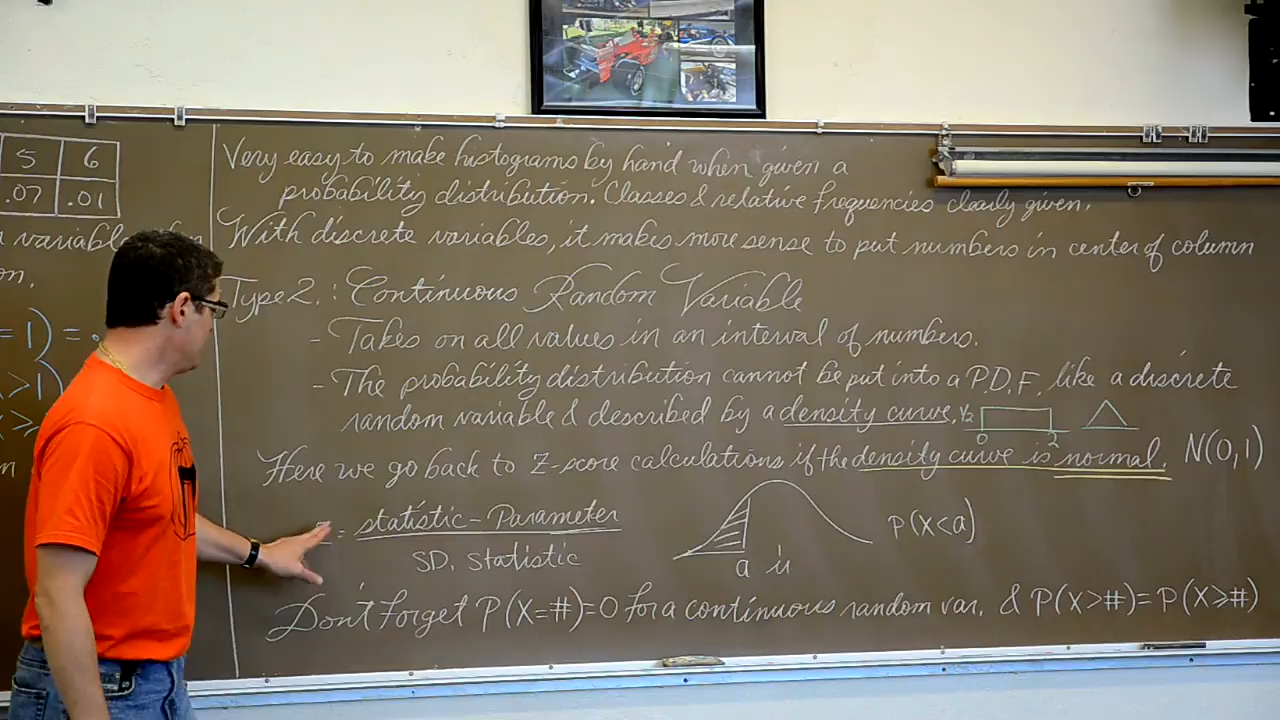 5 6
.07 .01
variable
on.
= 1) = .
> 1)
Very easy to make histograms by hand when given a
probability distribution. Classes & relative frequencies clearly given.
With discrete variables, it makes more sense to put numbers in center of column
Type 2. : Continuous Random Variable
- Takes on all values in an interval of numbers.
- The probability distribution cannot be put into a P.D.F. like a discrete
random variable & described by a density curve. 1/2 0 2
Here we go back to Z-score calculations if the density curve is normal. N(0,1)
= statistic - Parameter
SD. Statistic
a P(X<a)
Don't Forget P(X=#)=0 for a continuous random var. & P(X>#)=P(X≥#)